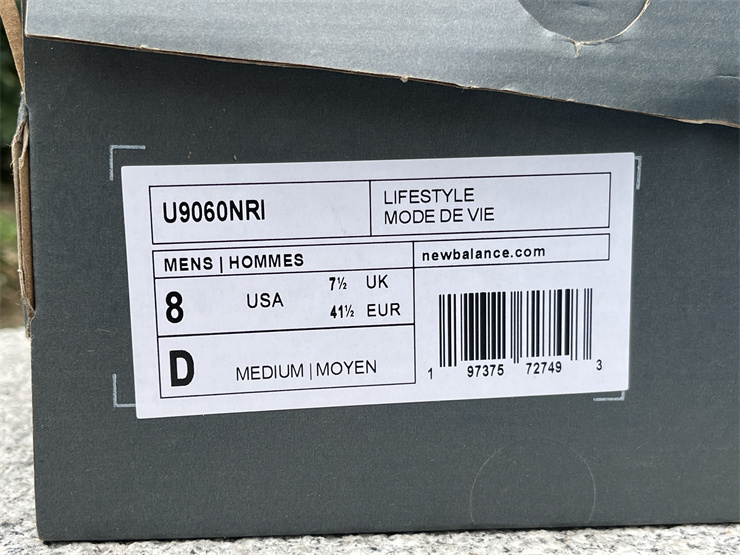 U9060NRI
LIFESTYLE
MODE DE VIE
MENS | HOMMES
newbalance.com
8 USA 7½ UK
41½ EUR
D MEDIUM | MOYEN
1 97375 72749 3